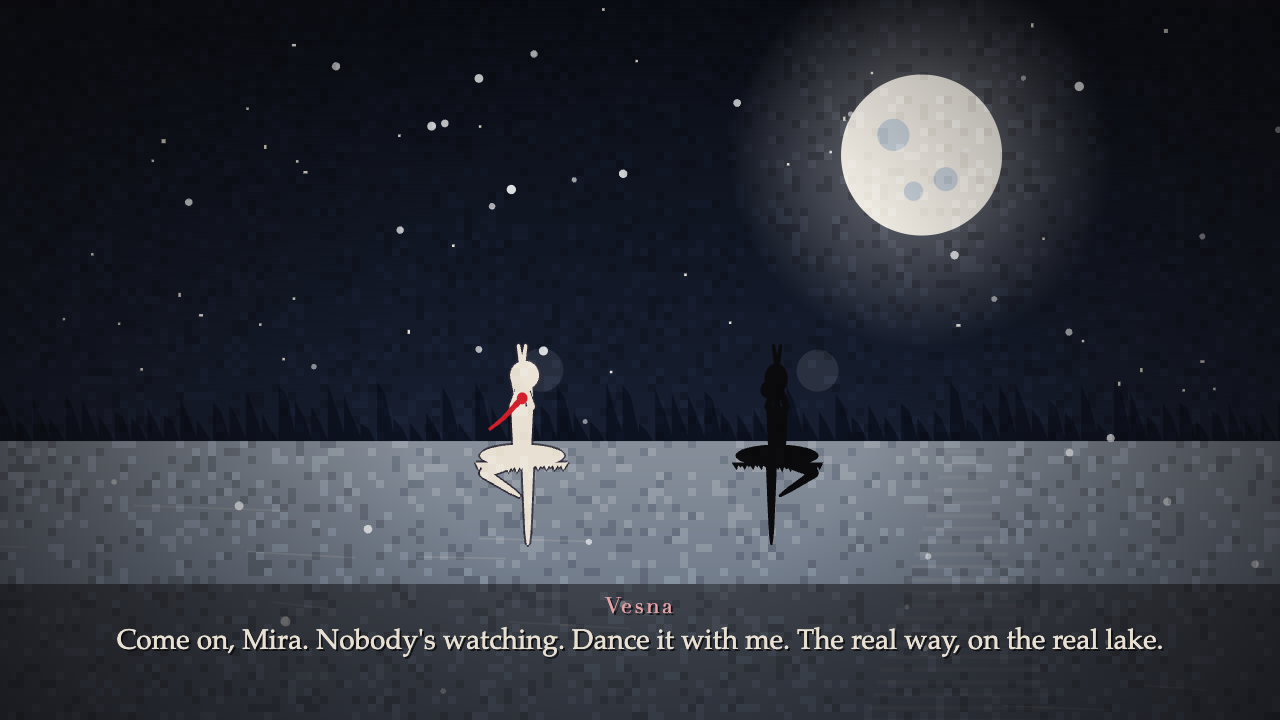 Vesna
Come on, Mira. Nobody's watching. Dance it with me. The real way, on the real lake.